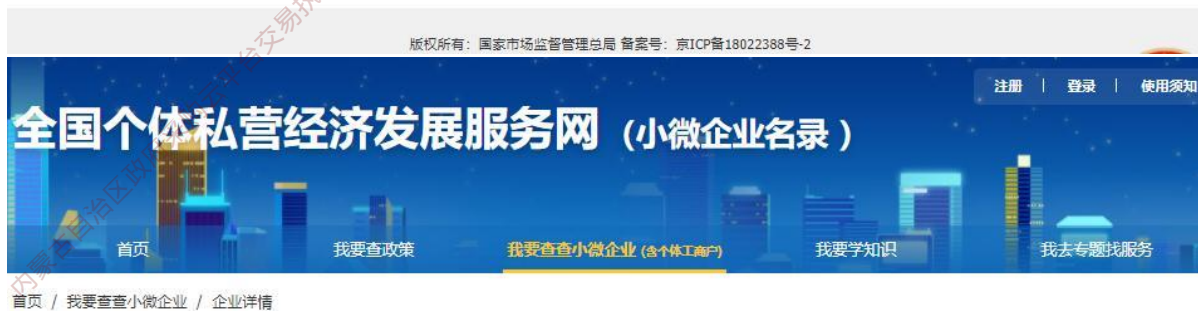 版权所有：国家市场监督管理总局 备案号：京ICP备18022388号-2
注册 | 登录 | 使用须知
全国个体私营经济发展服务网（小微企业名录）
首页 我要查政策 我要查查小微企业 (含个体工商户) 我要学知识 我去专题找服务
首页 / 我要查查小微企业 / 企业详情